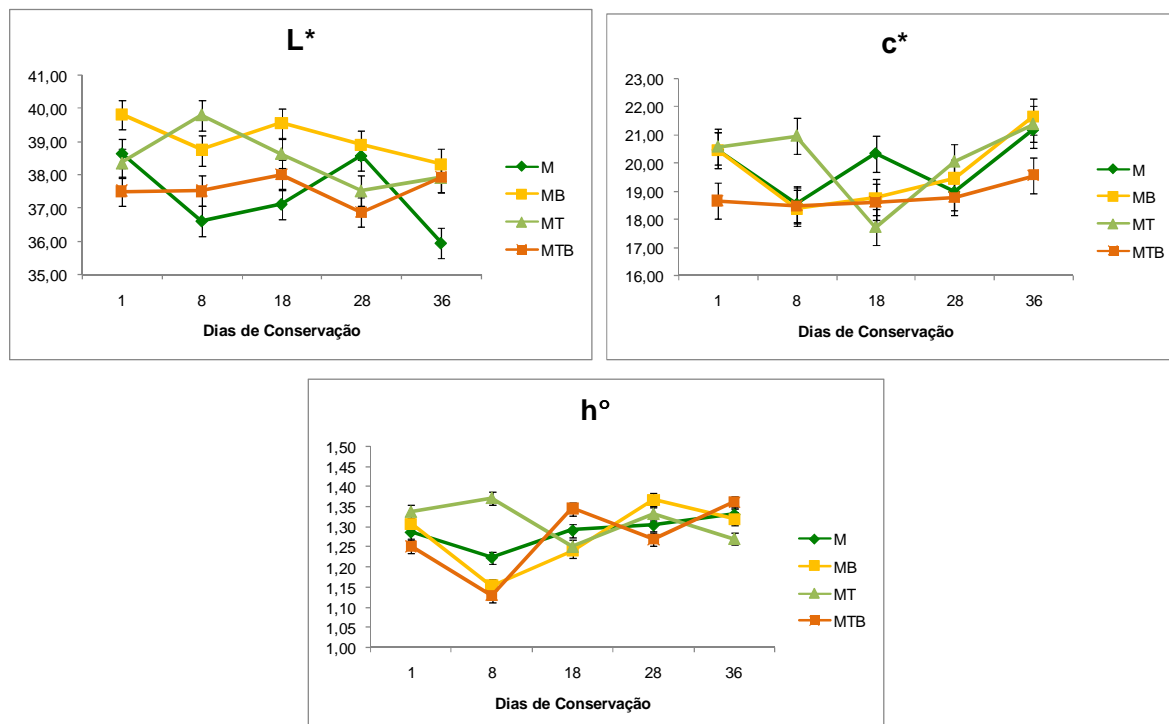 L*
41,00
40,00
39,00
38,00
37,00
36,00
35,00
1 8 18 28 36
Dias de Conservação
M
MB
MT
MTB
c*
23,00
22,00
21,00
20,00
19,00
18,00
17,00
16,00
1 8 18 28 36
Dias de Conservação
M
MB
MT
MTB
hº
1,50
1,45
1,40
1,35
1,30
1,25
1,20
1,15
1,10
1,05
1,00
1 8 18 28 36
Dias de Conservação
M
MB
MT
MTB